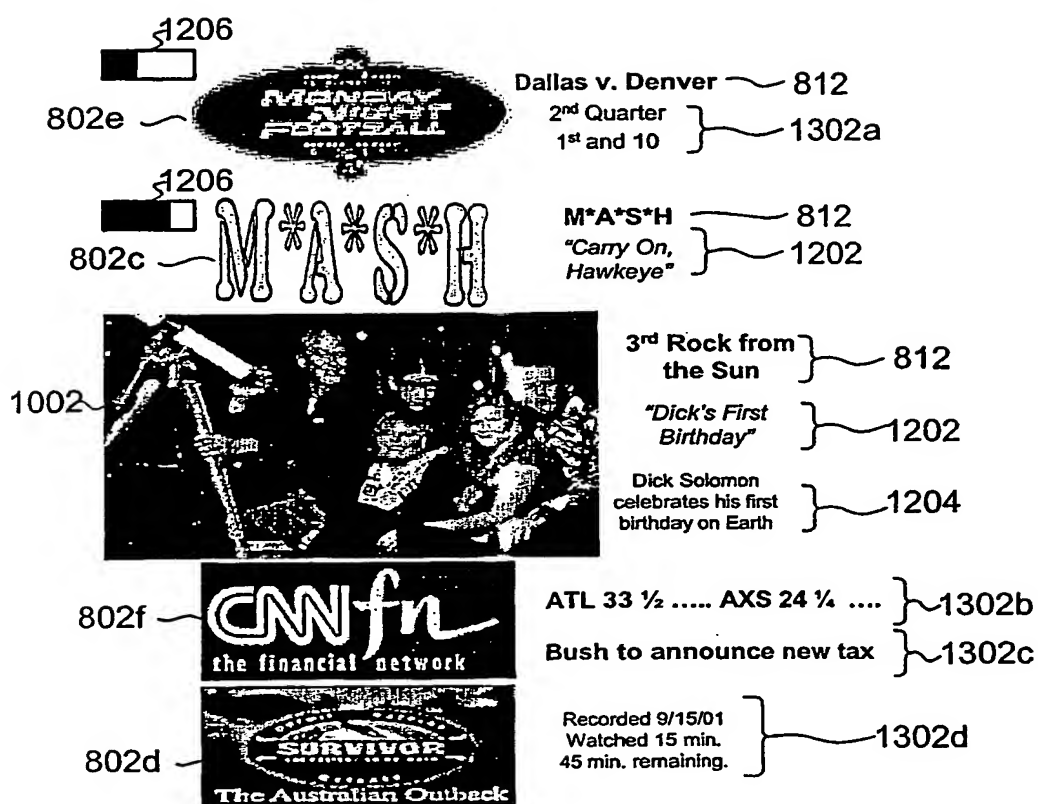 1206
802e
MONDAY
NIGHT
FOOTBALL
Dallas v. Denver
812
2nd Quarter
1st and 10
1302a
1206
802c
M*A*S*H
M*A*S*H
812
"Carry On,
Hawkeye"
1202
1002
3rd Rock from
the Sun
812
"Dick's First
Birthday"
1202
Dick Solomon
celebrates his first
birthday on Earth
1204
802f
CNNfn
the financial network
ATL 33 ½ ..... AXS 24 ¼ ....
1302b
Bush to announce new tax
1302c
802d
SURVIVOR
The Australian Outback
Recorded 9/15/01
Watched 15 min.
45 min. remaining.
1302d